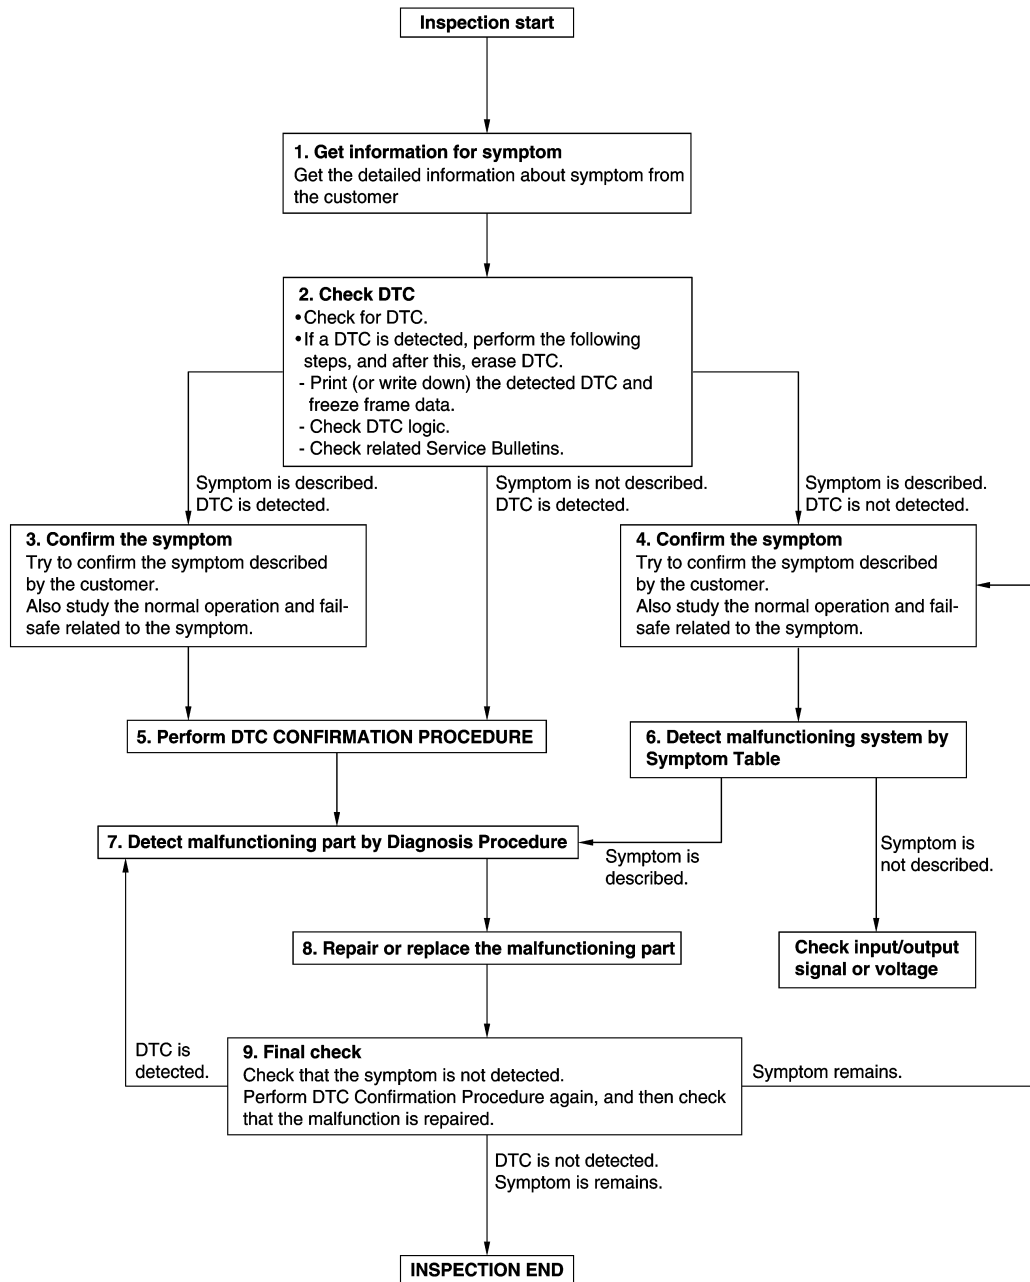 Inspection start
1. Get information for symptom
Get the detailed information about symptom from
the customer
2. Check DTC
•Check for DTC.
•If a DTC is detected, perform the following
steps, and after this, erase DTC.
- Print (or write down) the detected DTC and
freeze frame data.
- Check DTC logic.
- Check related Service Bulletins.
Symptom is described.
DTC is detected.
Symptom is not described.
DTC is detected.
Symptom is described.
DTC is not detected.
3. Confirm the symptom
Try to confirm the symptom described
by the customer.
Also study the normal operation and fail-
safe related to the symptom.
4. Confirm the symptom
Try to confirm the symptom described
by the customer.
Also study the normal operation and fail-
safe related to the symptom.
5. Perform DTC CONFIRMATION PROCEDURE
6. Detect malfunctioning system by
Symptom Table
7. Detect malfunctioning part by Diagnosis Procedure
Symptom is
described.
Symptom is
not described.
8. Repair or replace the malfunctioning part
Check input/output
signal or voltage
DTC is
detected.
9. Final check
Check that the symptom is not detected.
Perform DTC Confirmation Procedure again, and then check
that the malfunction is repaired.
Symptom remains.
DTC is not detected.
Symptom is remains.
INSPECTION END